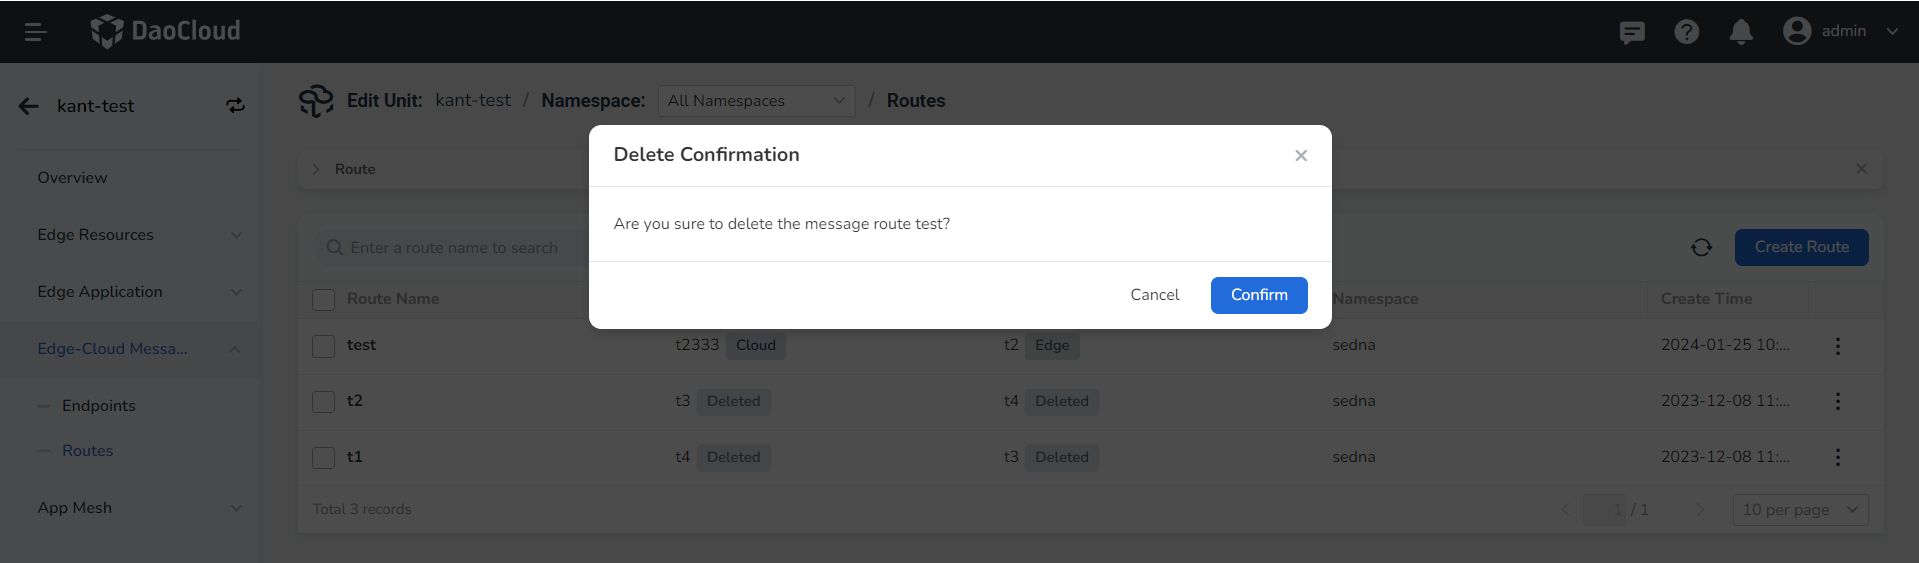 DaoCloud
admin
kant-test
Edit Unit: kant-test / Namespace: All Namespaces / Routes
Delete Confirmation
Route
Overview
Are you sure to delete the message route test?
Edge Resources
Enter a route name to search
Create Route
Edge Application
Cancel Confirm
Route Name Namespace Create Time
Edge-Cloud Messa...
test t2333 Cloud t2 Edge sedna 2024-01-25 10:...
t2 t3 Deleted t4 Deleted sedna 2023-12-08 11:...
Endpoints
Routes
t1 t4 Deleted t3 Deleted sedna 2023-12-08 11:...
App Mesh
Total 3 records 1 / 1 10 per page